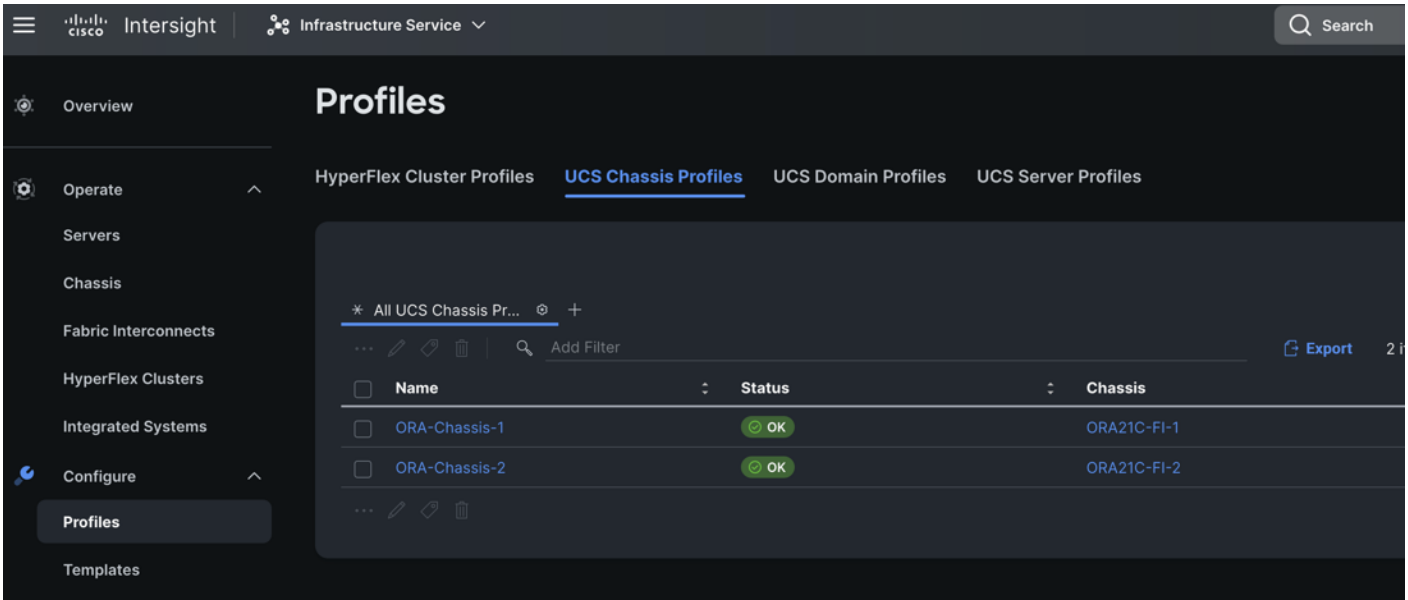 cisco Intersight Infrastructure Service Search
Overview
Operate
Servers
Chassis
Fabric Interconnects
HyperFlex Clusters
Integrated Systems
Configure
Profiles
Templates
Profiles
HyperFlex Cluster Profiles UCS Chassis Profiles UCS Domain Profiles UCS Server Profiles
All UCS Chassis Pr...
Add Filter Export 2
Name Status Chassis
ORA-Chassis-1 OK ORA21C-FI-1
ORA-Chassis-2 OK ORA21C-FI-2